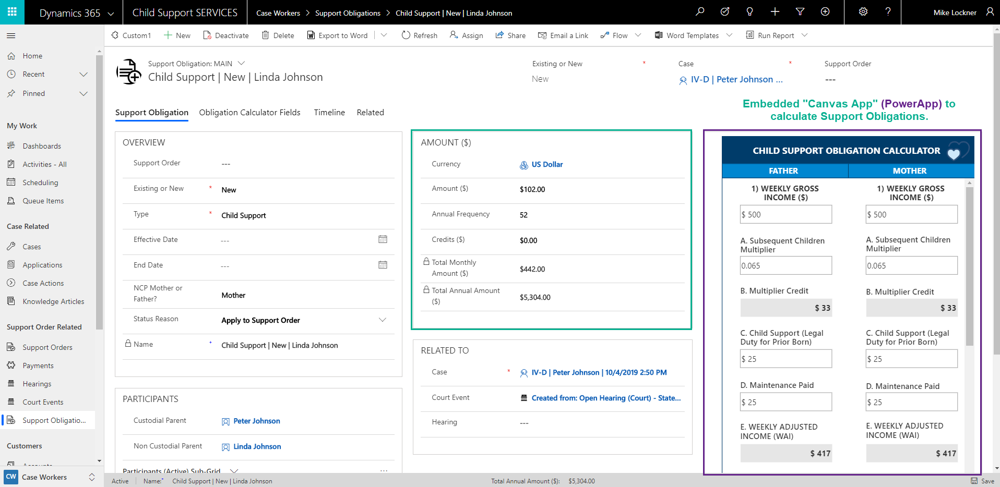 Dynamics 365
Child Support SERVICES
Case Workers > Support Obligations > Child Support | New | Linda Johnson
Mike Lockner
Custom1
New
Deactivate
Delete
Export to Word
Refresh
Assign
Share
Email a Link
Flow
Word Templates
Run Report
Home
Recent
Pinned
My Work
Dashboards
Activities - All
Scheduling
Queue Items
Case Related
Cases
Applications
Case Actions
Knowledge Articles
Support Order Related
Support Orders
Payments
Hearings
Court Events
Support Obligatio...
Customers
Accounts
CW Case Workers
Support Obligation: MAIN
Child Support | New | Linda Johnson
Existing or New *
New
Case *
IV-D | Peter Johnson ...
Support Order
---
Support Obligation
Obligation Calculator Fields
Timeline
Related
Embedded "Canvas App" (PowerApp) to
calculate Support Obligations.
OVERVIEW
Support Order ---
Existing or New * New
Type * Child Support
Effective Date ---
End Date ---
NCP Mother or
Father?
Mother
Status Reason Apply to Support Order
Name + Child Support | New | Linda Johnson
PARTICIPANTS
Custodial Parent Peter Johnson
Non Custodial Parent Linda Johnson
Participants (Active) Sub-Grid ...
AMOUNT ($)
Currency US Dollar
Amount ($) $102.00
Annual Frequency 52
Credits ($) $0.00
Total Monthly
Amount ($)
$442.00
Total Annual Amount
($)
$5,304.00
RELATED TO
Case * IV-D | Peter Johnson | 10/4/2019 2:50 PM
Court Event Created from: Open Hearing (Court) - State...
Hearing ---
CHILD SUPPORT OBLIGATION CALCULATOR
FATHER
1) WEEKLY GROSS
INCOME ($)
$ 500
A. Subsequent Children
Multiplier
0.065
B. Multiplier Credit
$ 33
C. Child Support (Legal
Duty for Prior Born)
$ 25
D. Maintenance Paid
$ 25
E. WEEKLY ADJUSTED
INCOME (WAI)
$ 417
MOTHER
1) WEEKLY GROSS
INCOME ($)
$ 500
A. Subsequent Children
Multiplier
0.065
B. Multiplier Credit
$ 33
C. Child Support (Legal
Duty for Prior Born)
$ 25
D. Maintenance Paid
$ 25
E. WEEKLY ADJUSTED
INCOME (WAI)
$ 417
Active
Name:+ Child Support | New | Linda Johnson
Total Annual Amount ($): $5,304.00
Save